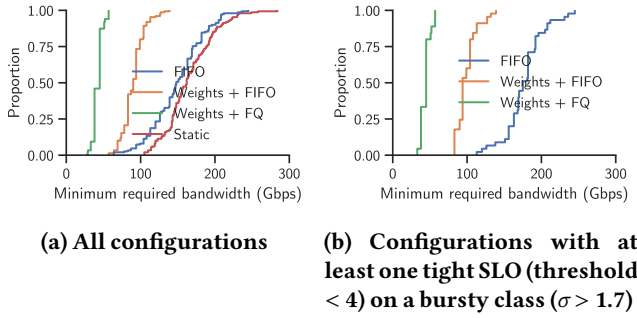 1.00
0.75
0.50
0.25
0.00
Proportion
FIFO
Weights + FIFO
Weights + FQ
Static
0 100 200 300
Minimum required bandwidth (Gbps)
(a) All configurations
1.00
0.75
0.50
0.25
0.00
Proportion
FIFO
Weights + FIFO
Weights + FQ
0 100 200 300
Minimum required bandwidth (Gbps)
(b) Configurations with at
least one tight SLO (threshold
< 4) on a bursty class (σ > 1.7)